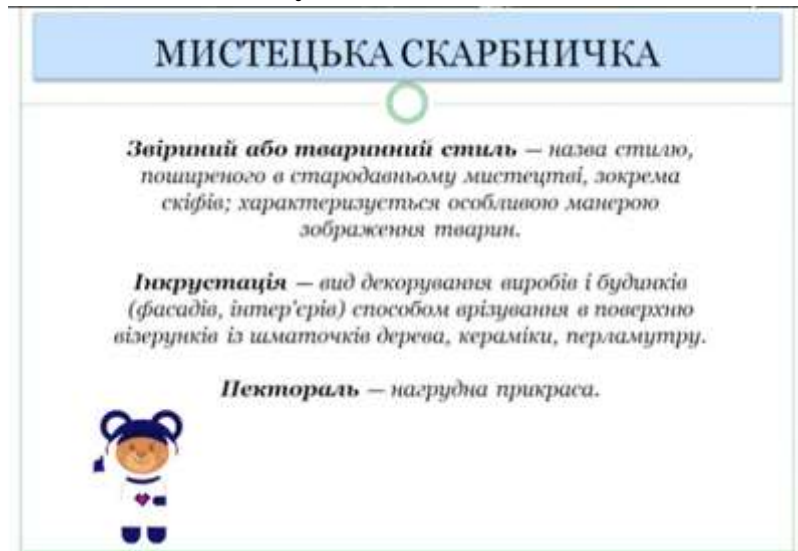 МИСТЕЦЬКА СКАРБНИЧКА
Звіриний або тваринний стиль — назва стилю,
поширеного в стародавньому мистецтві, зокрема
скіфів; характеризується особливою манерою
зображення тварин.
Інкрустація — вид декорування виробів і будинків
(фасадів, інтер'єрів) способом врізування в поверхню
візерунків із шматочків дерева, кераміки, перламутру.
Пектораль — нагрудна прикраса.